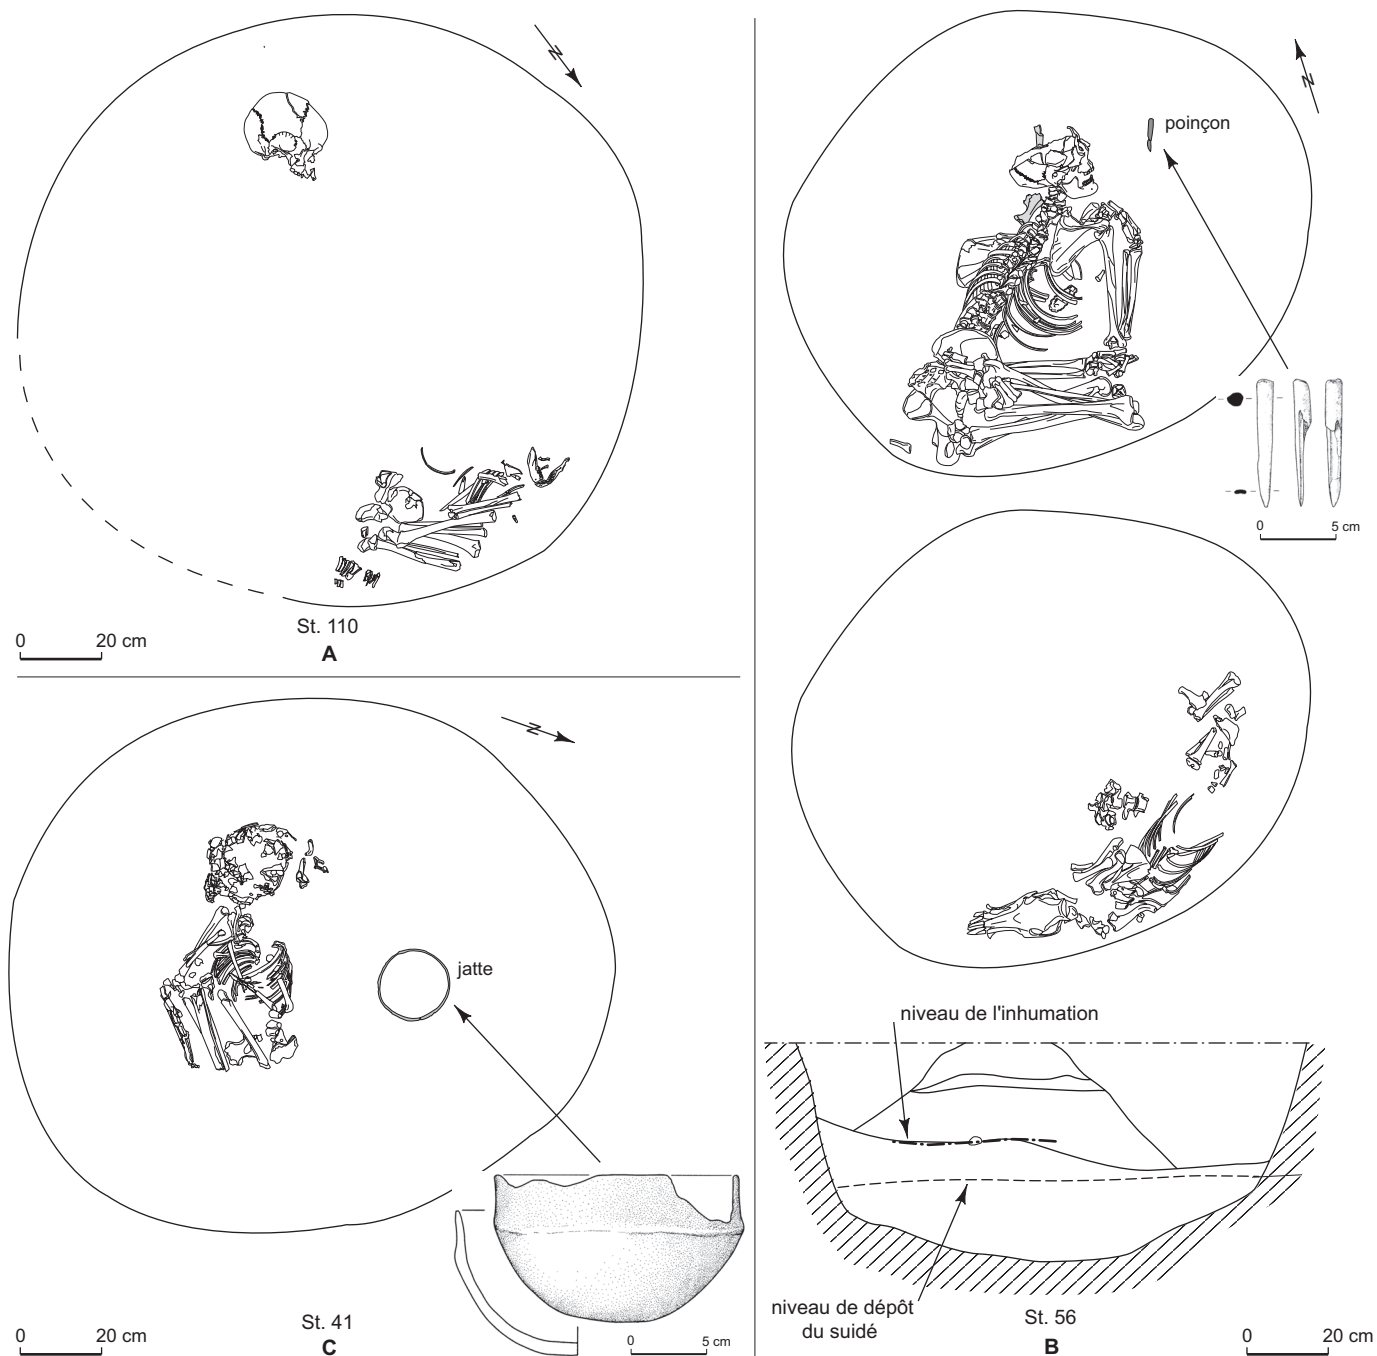 N
St. 110
0 20 cm
A
N
jatte
St. 41
0 20 cm
C
0 5 cm
N
poinçon
0 5 cm
niveau de l'inhumation
niveau de dépôt
du suidé
St. 56
B
0 20 cm